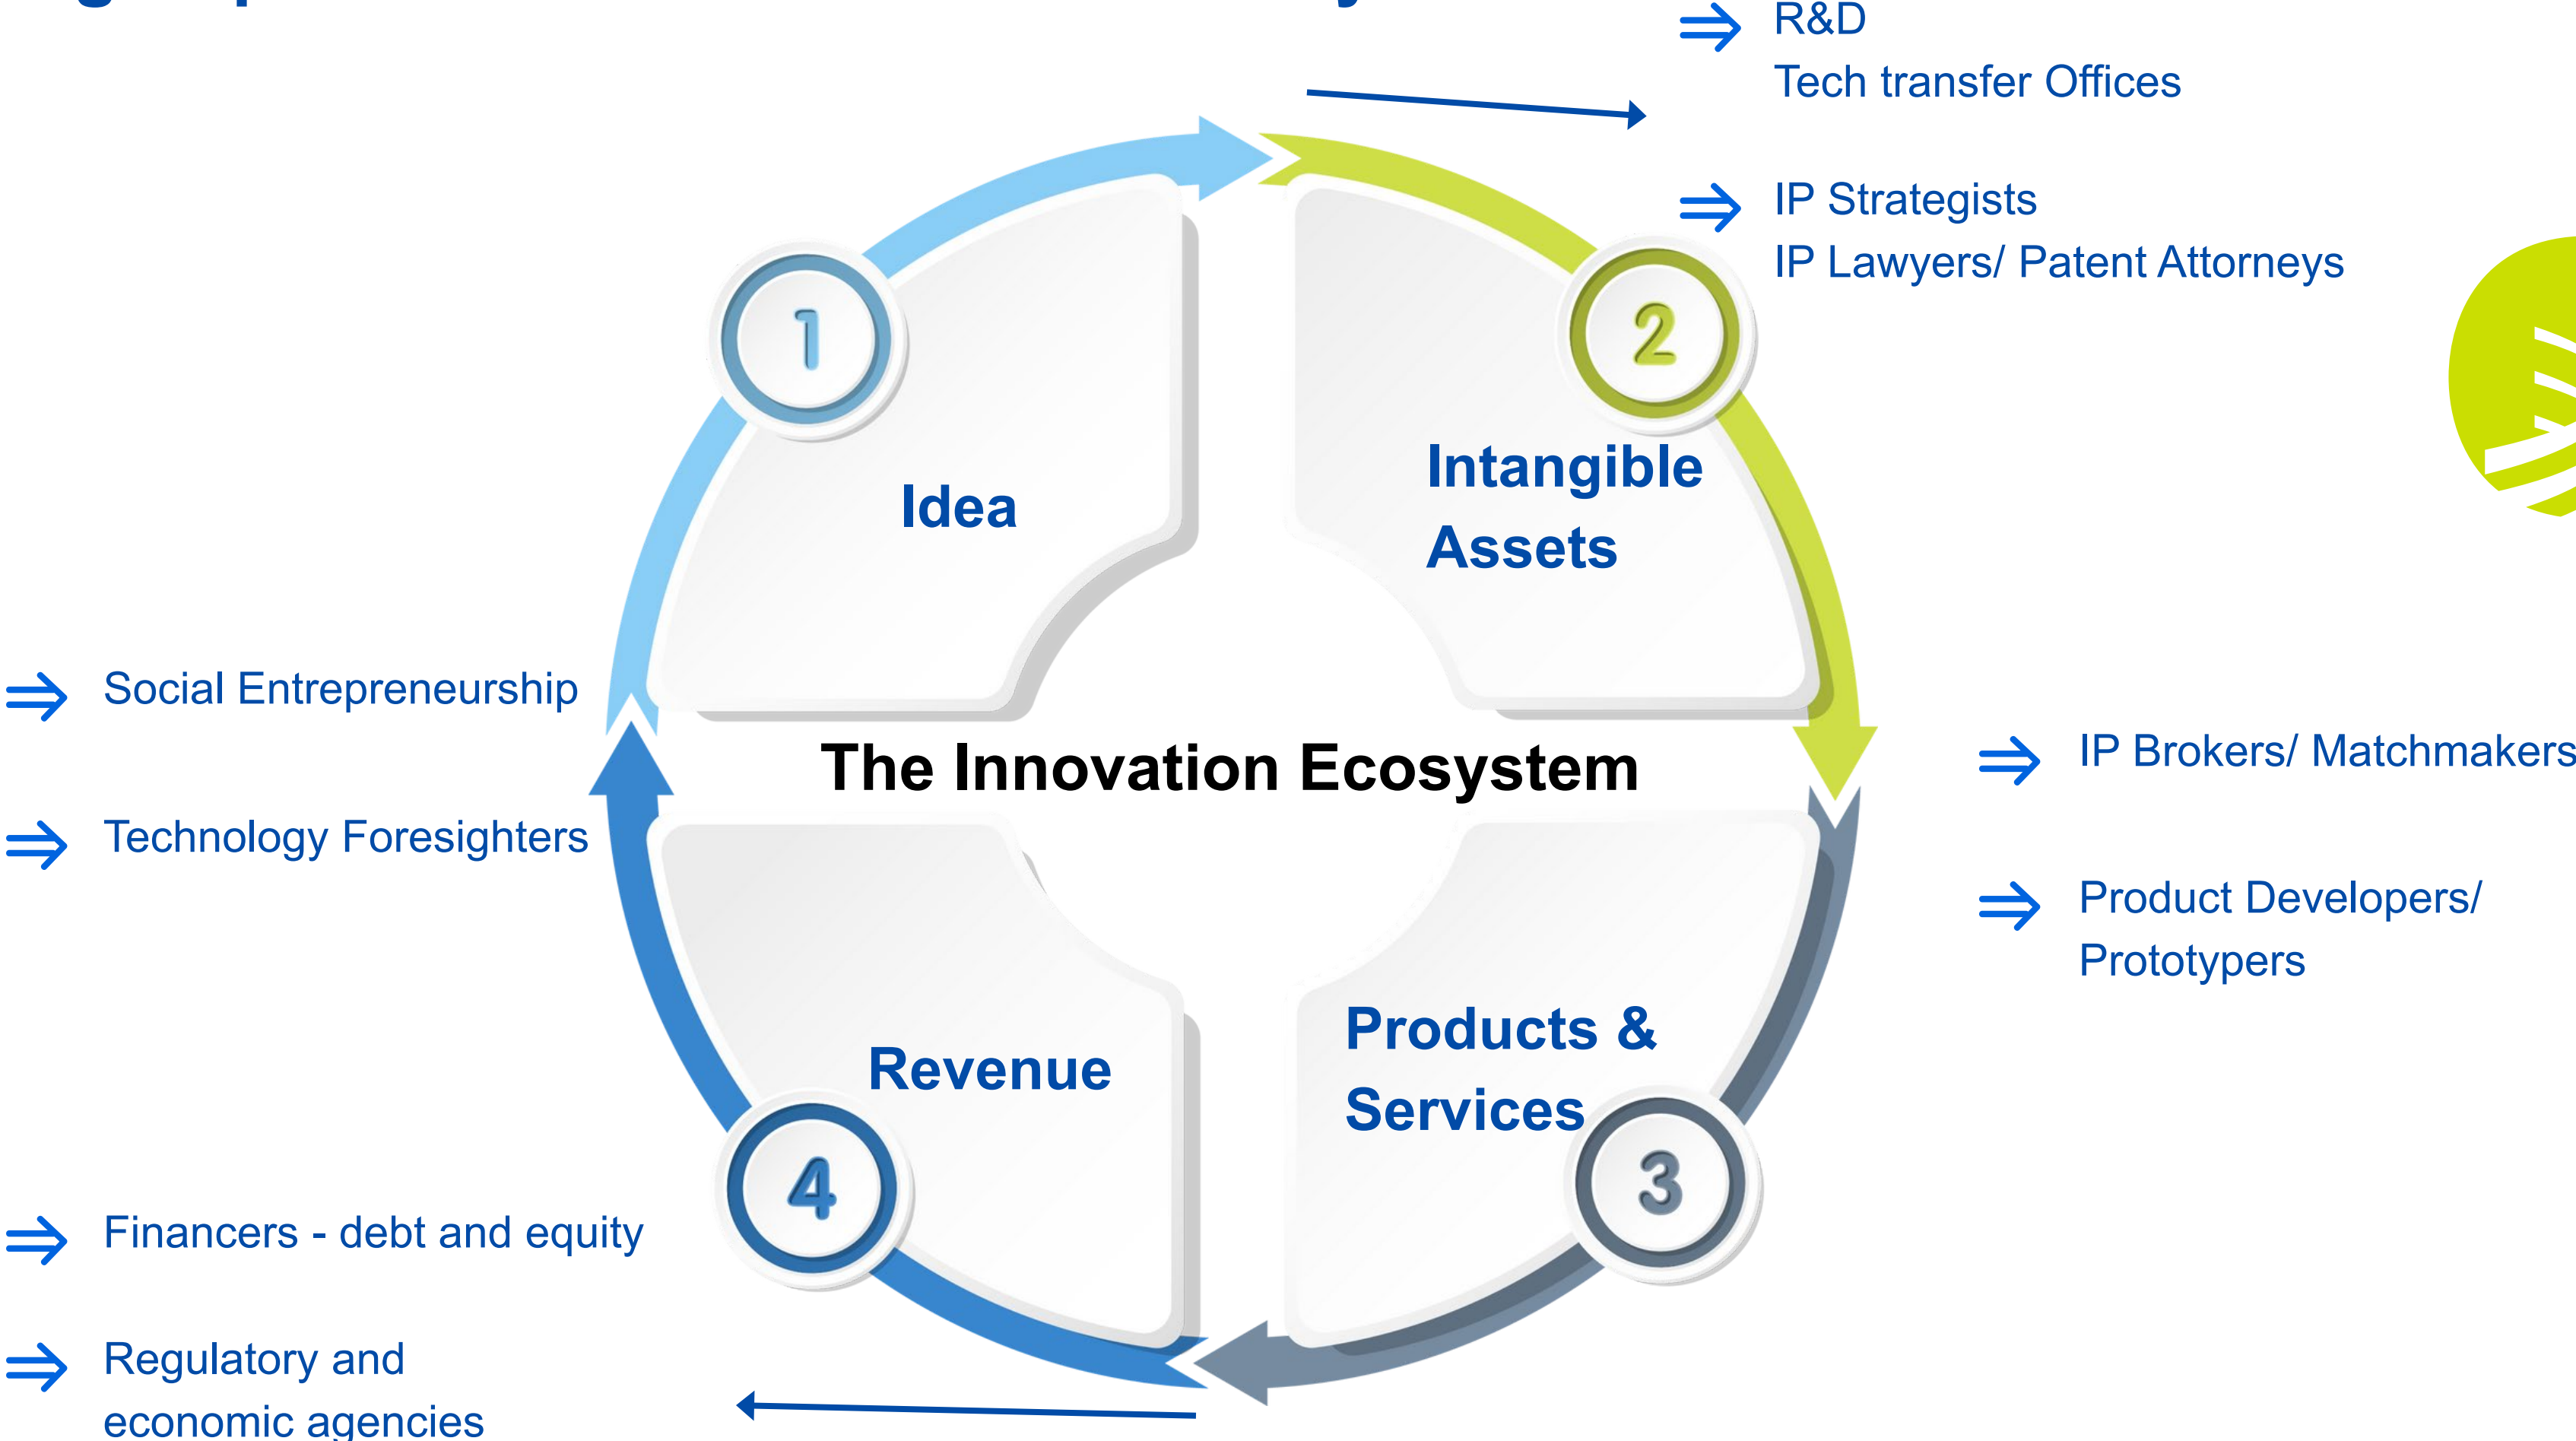 R&D
Tech transfer Offices
IP Strategists
IP Lawyers/ Patent Attorneys
1
2
Idea
Intangible
Assets
Social Entrepreneurship
Technology Foresighters
The Innovation Ecosystem
IP Brokers/ Matchmakers
Product Developers/
Prototypers
Revenue
Products &
Services
4
3
Financers - debt and equity
Regulatory and
economic agencies